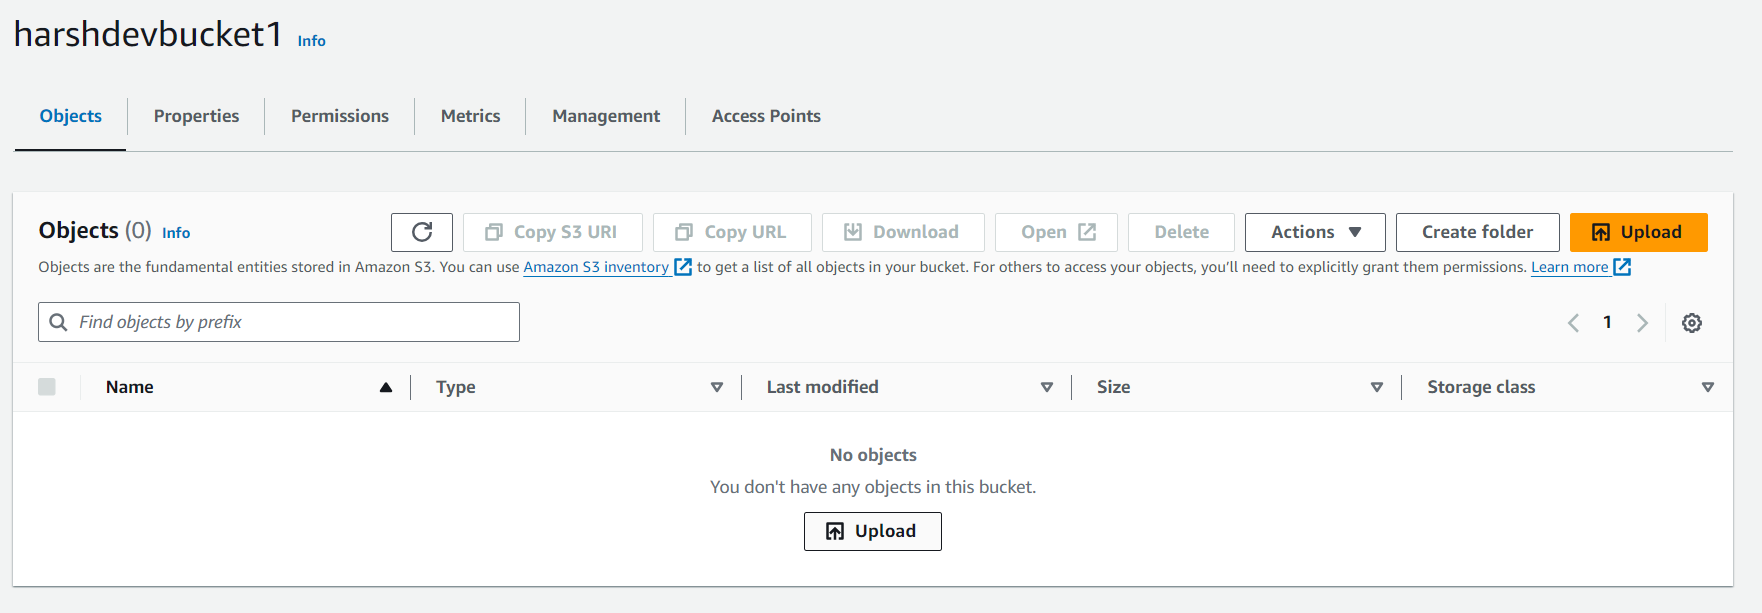 harshdevbucket1 Info
Objects Properties Permissions Metrics Management Access Points
Objects (0) Info Copy S3 URI Copy URL Download Open Delete Actions Create folder Upload
Objects are the fundamental entities stored in Amazon S3. You can use Amazon S3 inventory to get a list of all objects in your bucket. For others to access your objects, you’ll need to explicitly grant them permissions. Learn more
Find objects by prefix 1
Name Type Last modified Size Storage class
No objects
You don't have any objects in this bucket.
Upload